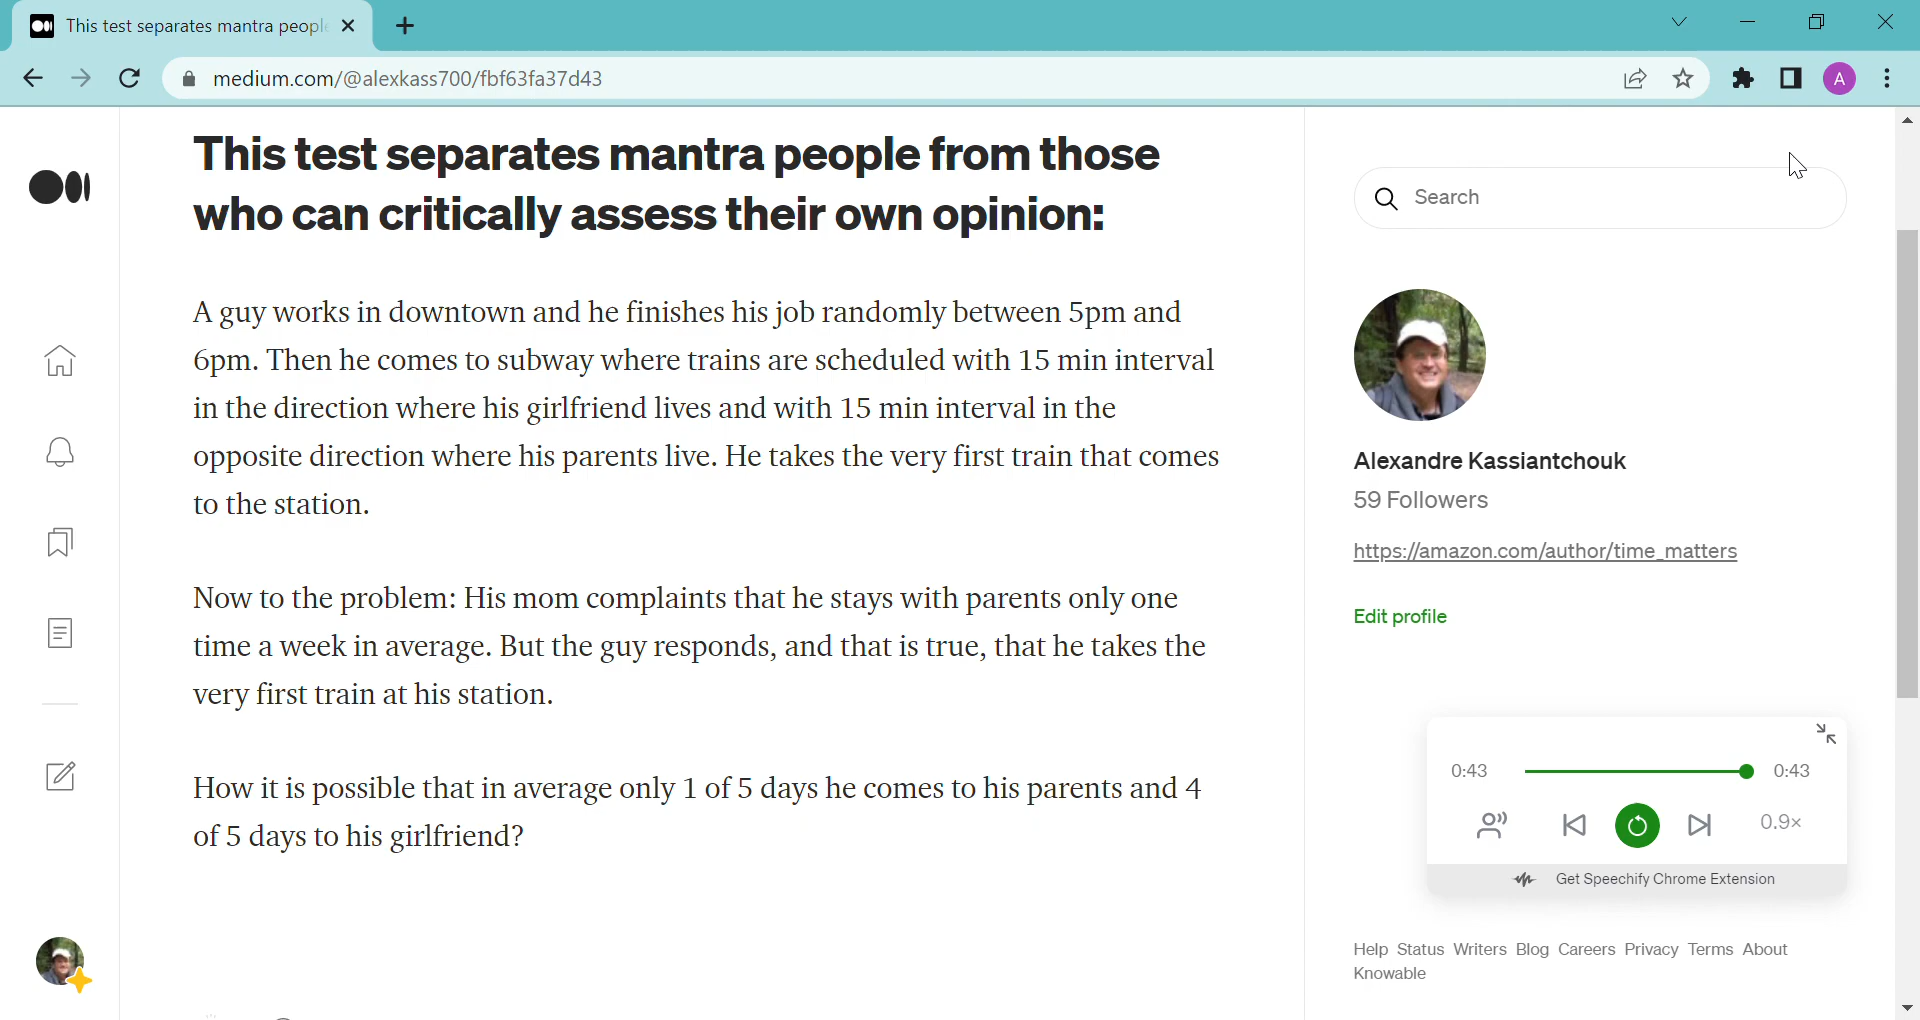 This test separates mantra peopl
medium.com/@alexkass700/fbf63fa37d43
A
This test separates mantra people from those
who can critically assess their own opinion:
A guy works in downtown and he finishes his job randomly between 5pm and
6pm. Then he comes to subway where trains are scheduled with 15 min interval
in the direction where his girlfriend lives and with 15 min interval in the
opposite direction where his parents live. He takes the very first train that comes
to the station.
Now to the problem: His mom complaints that he stays with parents only one
time a week in average. But the guy responds, and that is true, that he takes the
very first train at his station.
How it is possible that in average only 1 of 5 days he comes to his parents and 4
of 5 days to his girlfriend?
Search
Alexandre Kassiantchouk
59 Followers
https://amazon.com/author/time_matters
Edit profile
0:43 0:43
0.9×
Get Speechify Chrome Extension
Help Status Writers Blog Careers Privacy Terms About
Knowable